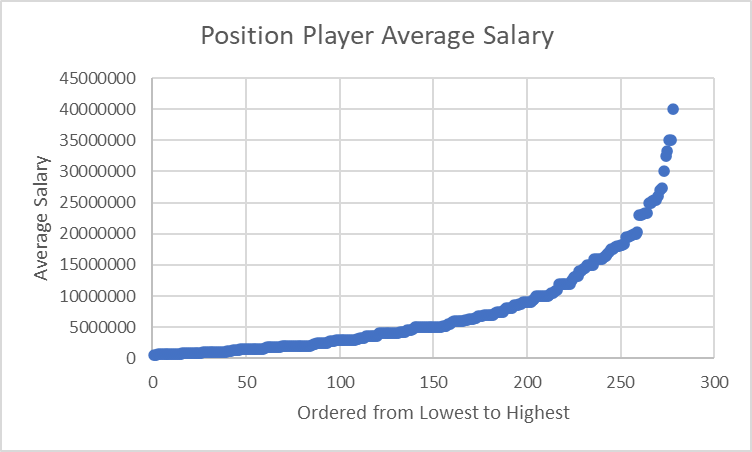 Position Player Average Salary
45000000
40000000
35000000
30000000
25000000
20000000
15000000
10000000
5000000
0
Average Salary
0 50 100 150 200 250 300
Ordered from Lowest to Highest